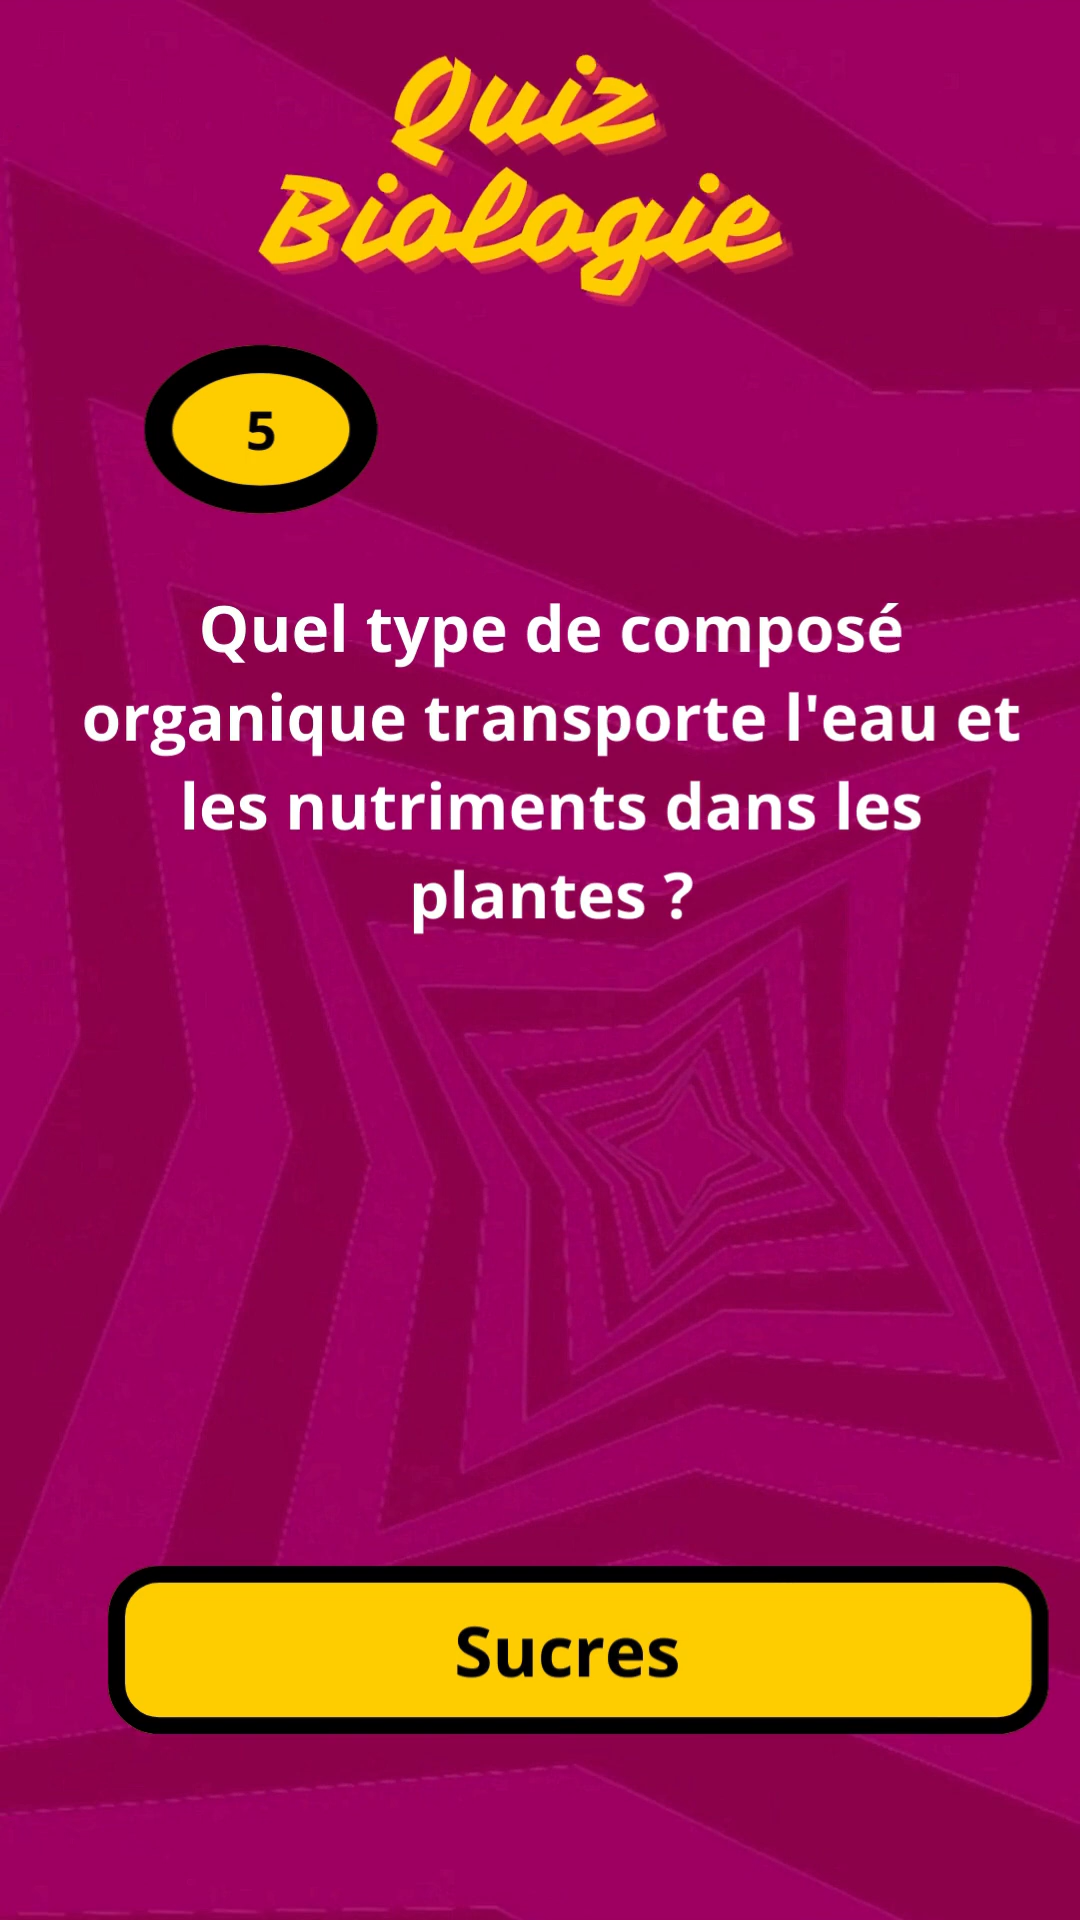 Quiz
Biologie
5
Quel type de composé
organique transporte l'eau et
les nutriments dans les
plantes ?
Sucres